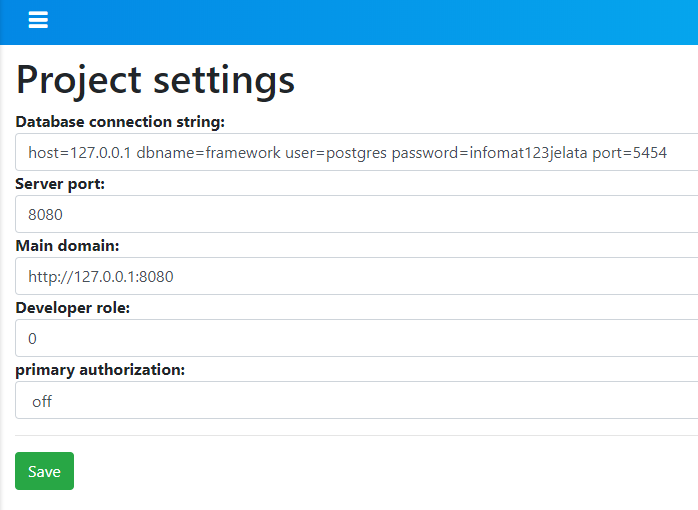 Project settings
Database connection string:
host=127.0.0.1 dbname=framework user=postgres password=infomat123jelata port=5454
Server port:
8080
Main domain:
http://127.0.0.1:8080
Developer role:
0
primary authorization:
off
Save